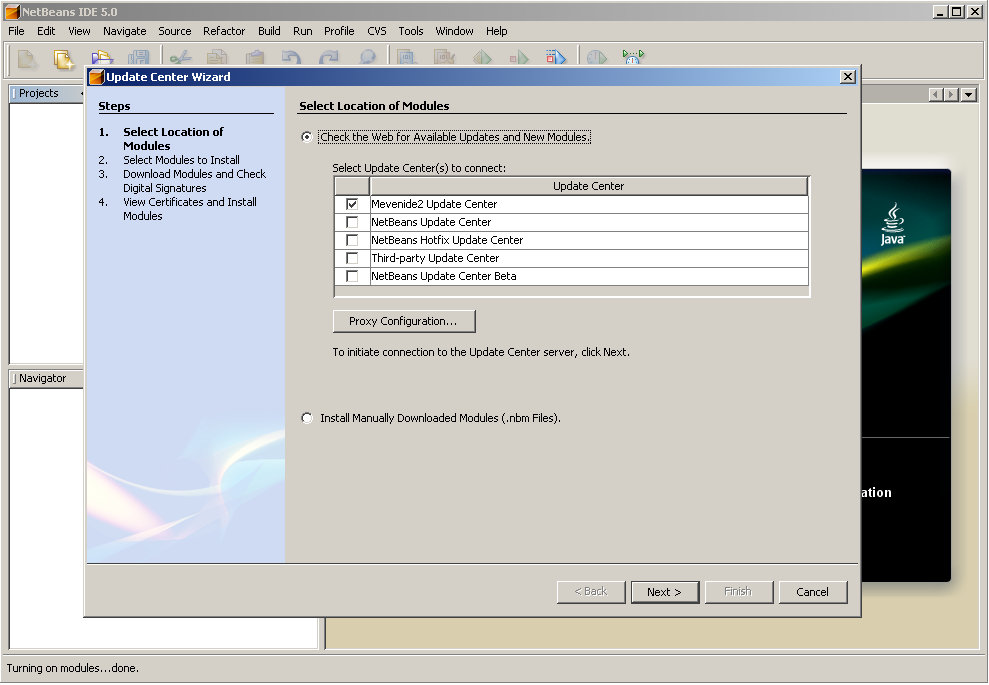 NetBeans IDE 5.0
File Edit View Navigate Source Refactor Build Run Profile CVS Tools Window Help
Update Center Wizard
Projects
Navigator
Steps
1. Select Location of
Modules
2. Select Modules to Install
3. Download Modules and Check
Digital Signatures
4. View Certificates and Install
Modules
Select Location of Modules
Check the Web for Available Updates and New Modules.
Select Update Center(s) to connect:
Update Center
Mevenide2 Update Center
NetBeans Update Center
NetBeans Hotfix Update Center
Third-party Update Center
NetBeans Update Center Beta
Proxy Configuration...
To initiate connection to the Update Center server, click Next.
Install Manually Downloaded Modules (.nbm Files).
< Back Next > Finish Cancel
Java
ation
Turning on modules...done.